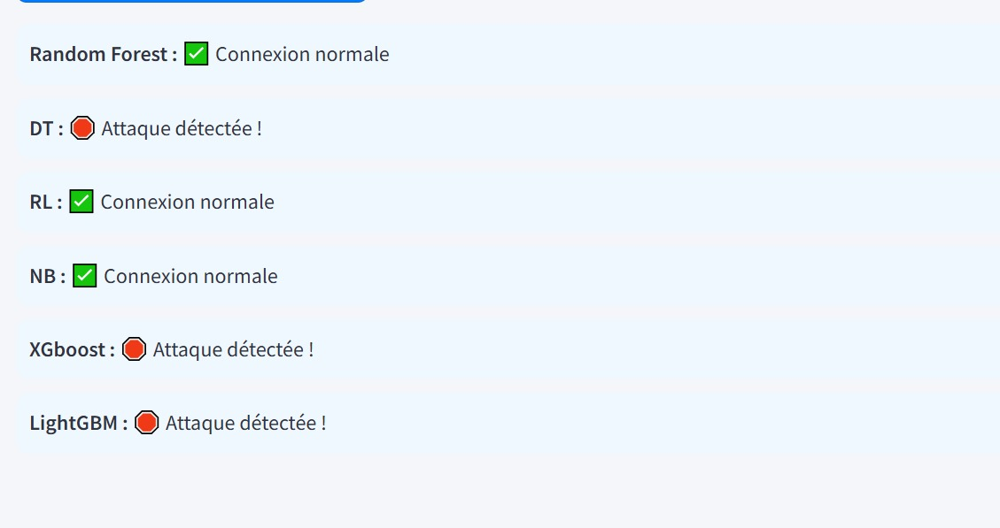 Random Forest : ✅ Connexion normale
DT : 🛑 Attaque détectée !
RL : ✅ Connexion normale
NB : ✅ Connexion normale
XGboost : 🛑 Attaque détectée !
LightGBM : 🛑 Attaque détectée !